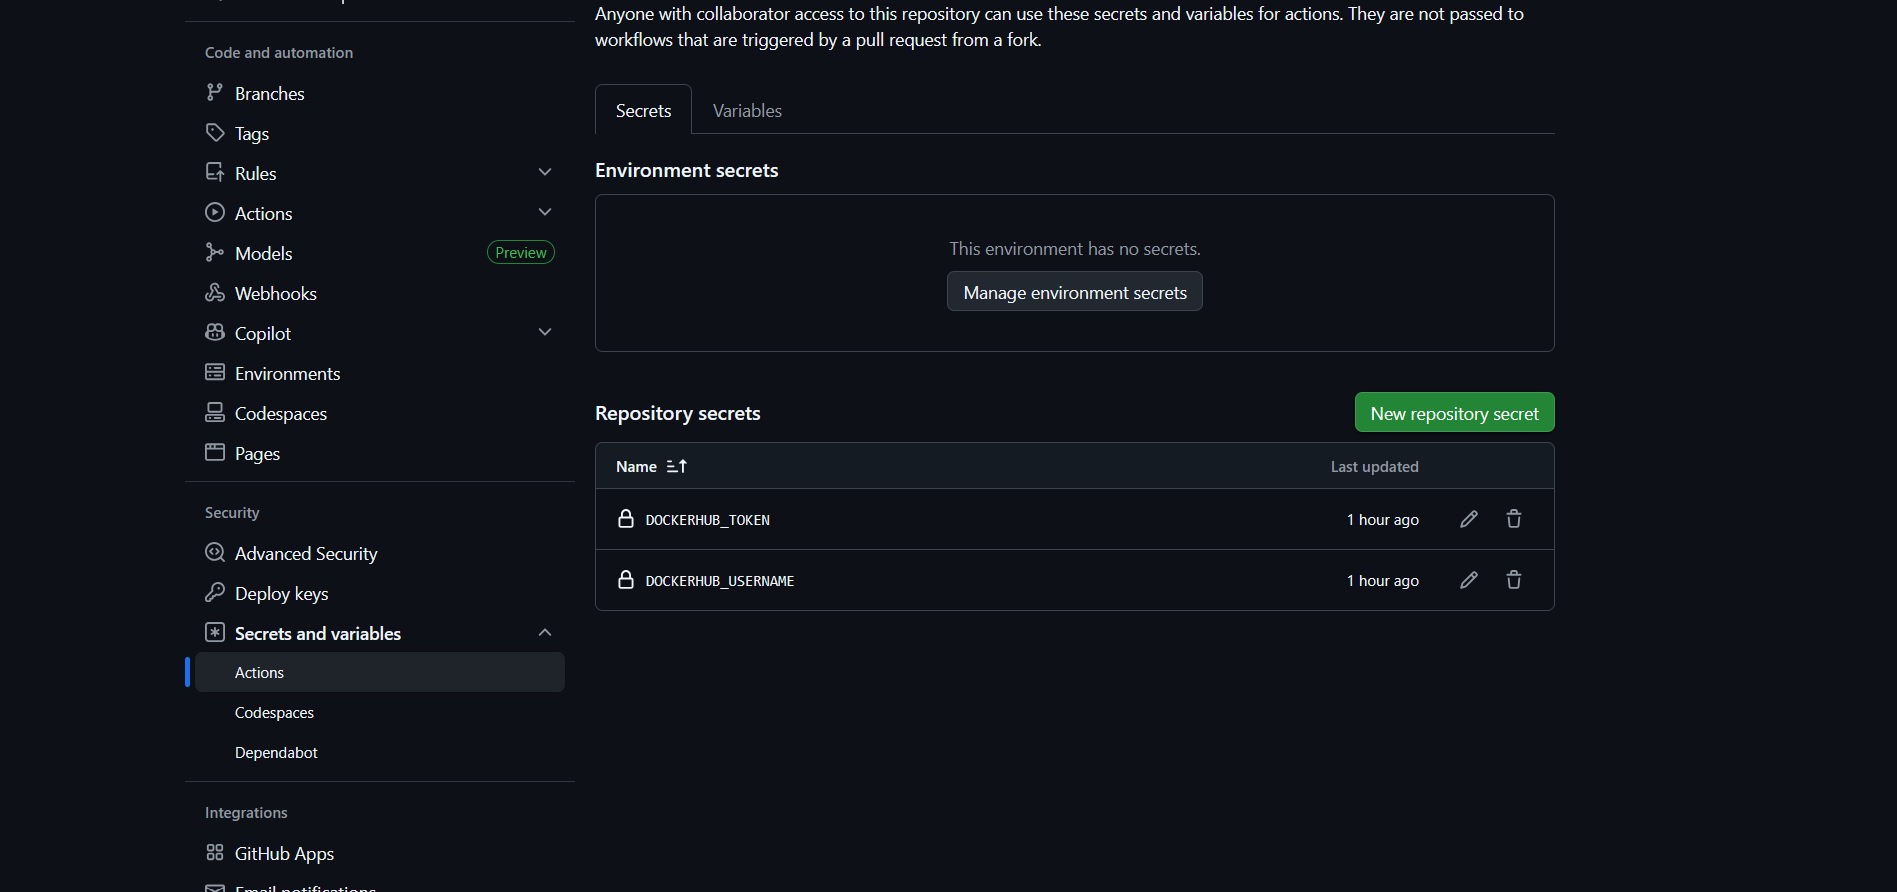 Code and automation
Branches
Tags
Rules
Actions
Models
Preview
Webhooks
Copilot
Environments
Codespaces
Pages
Security
Advanced Security
Deploy keys
Secrets and variables
Actions
Codespaces
Dependabot
Integrations
GitHub Apps
Email notifications
Anyone with collaborator access to this repository can use these secrets and variables for actions. They are not passed to
workflows that are triggered by a pull request from a fork.
Secrets
Variables
Environment secrets
This environment has no secrets.
Manage environment secrets
Repository secrets
New repository secret
Name
Last updated
DOCKERHUB_TOKEN
1 hour ago
DOCKERHUB_USERNAME
1 hour ago